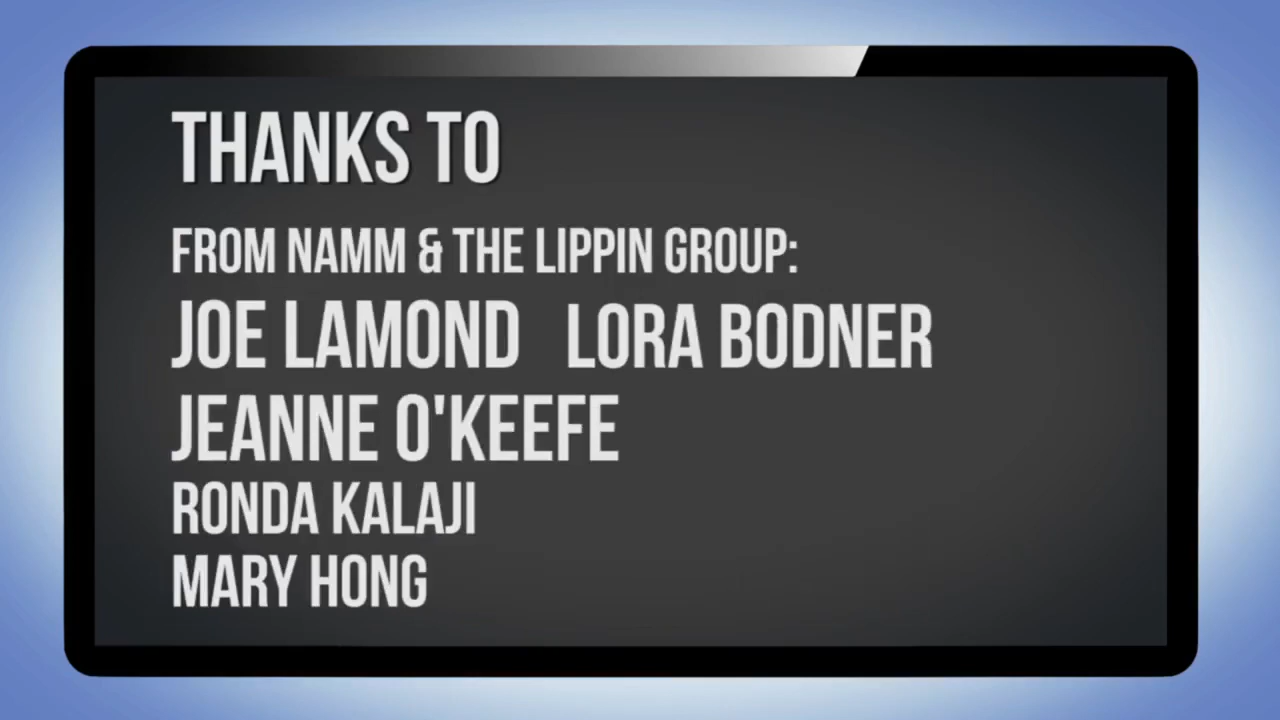 THANKS TO
FROM NAMM & THE LIPPIN GROUP:
JOE LAMOND LORA BODNER
JEANNE O'KEEFE
RONDA KALAJI
MARY HONG